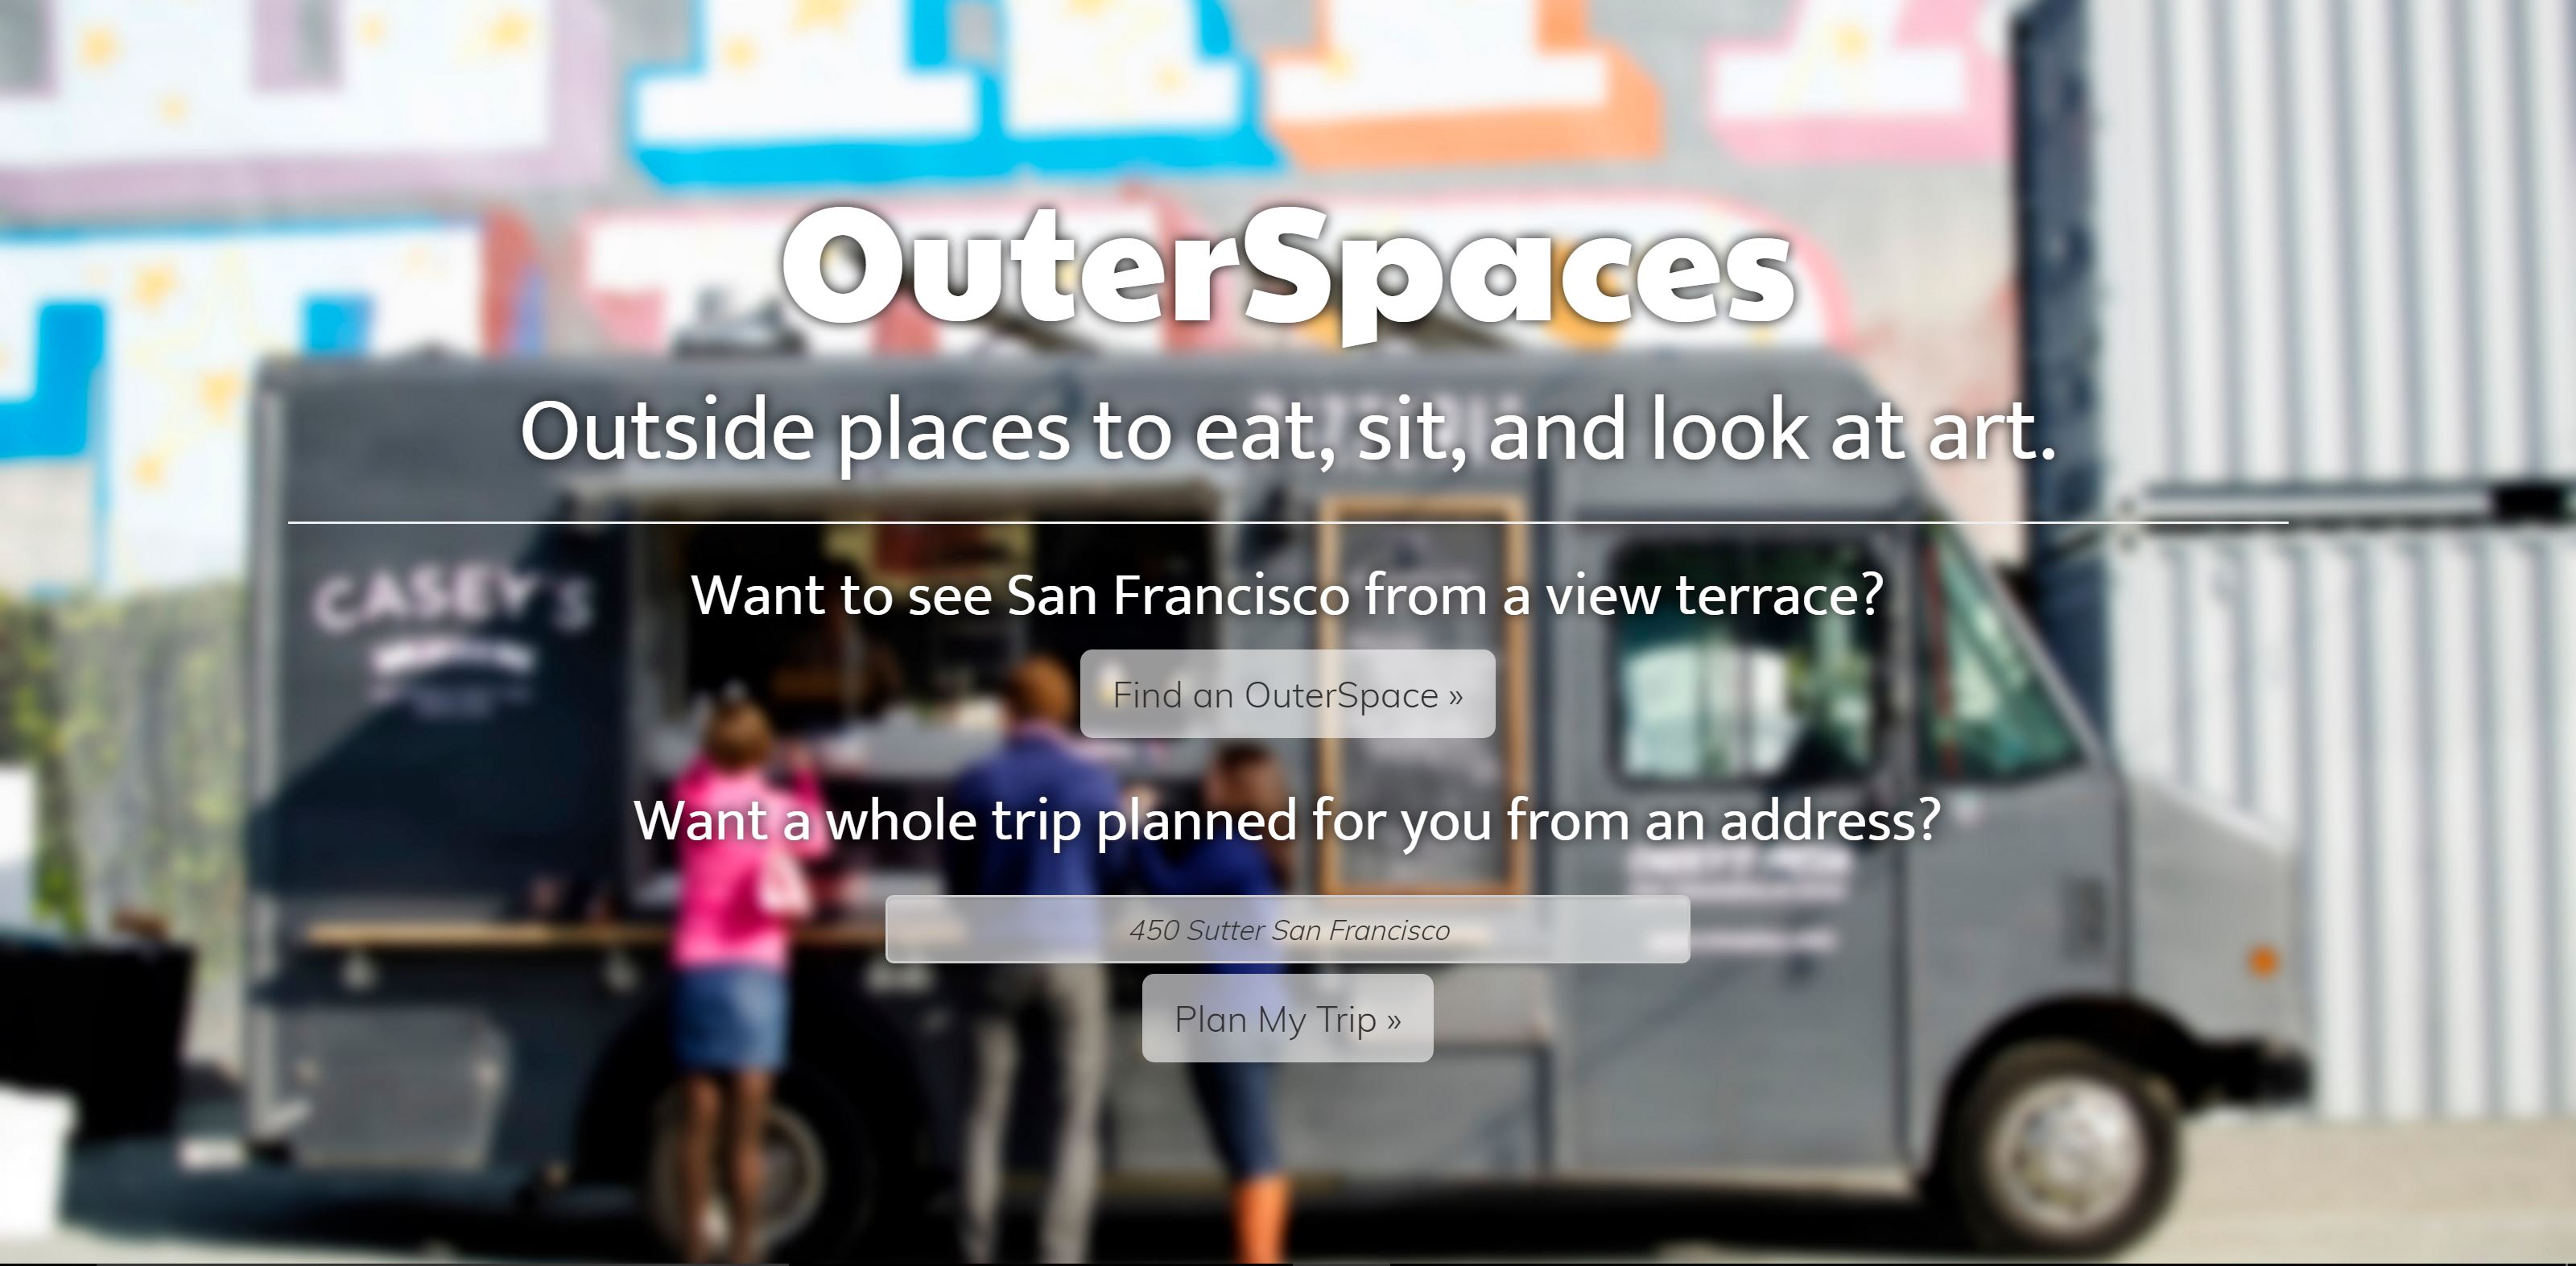 OuterSpaces
Outside places to eat, sit, and look at art.
CASEY'S
Want to see San Francisco from a view terrace?
Find an OuterSpace »
Want a whole trip planned for you from an address?
450 Sutter San Francisco
Plan My Trip »